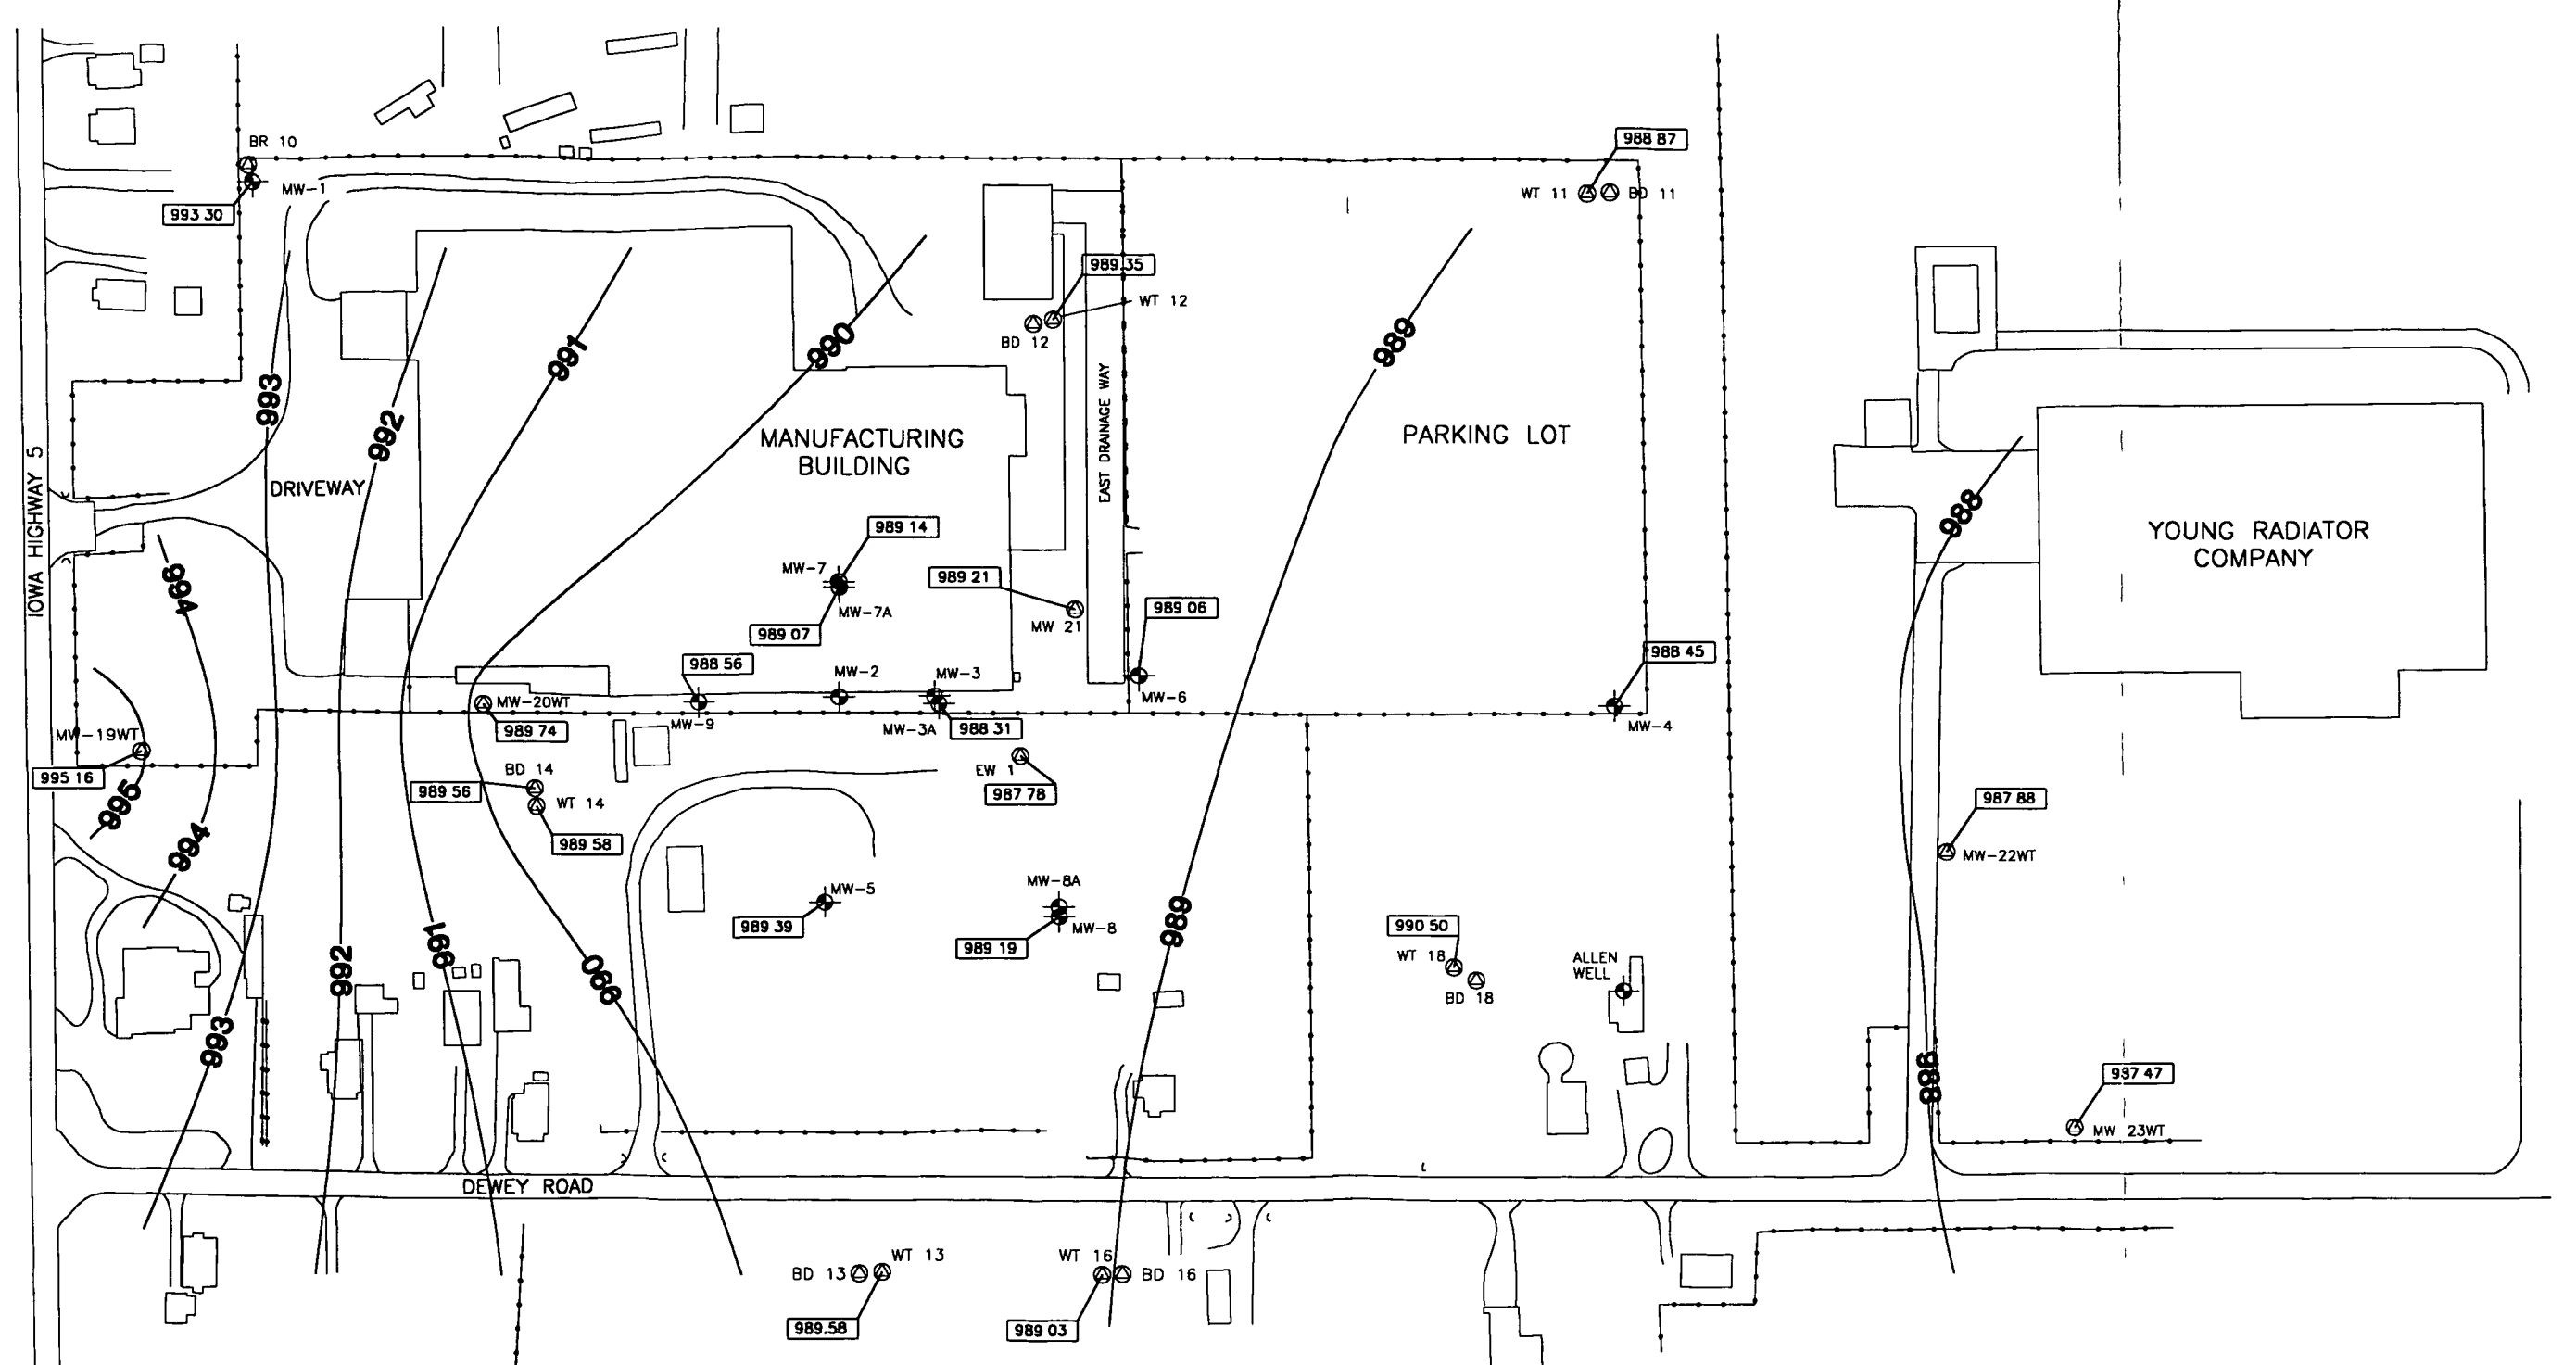 BR 10
988 87
MW-1
WT 11
BD 11
993 30
989.35
WT 12
BD 12
990
989
991
993
992
EAST DRAINAGE WAY
MANUFACTURING
BUILDING
PARKING LOT
IOWA HIGHWAY 5
DRIVEWAY
988
YOUNG RADIATOR
COMPANY
989 14
MW-7
989 21
994
MW-7A
989 06
989 07
MW 21
988 56
988 45
MW-2
MW-3
MW-20WT
MW-6
MW-9
MW-4
MW-3A
988 31
989 74
MW-19WT
995 16
BD 14
EW 1
989 56
987 78
987 88
995
WT 14
989 58
994
MW-22WT
MW-8A
MW-5
989 39
989
990 50
MW-8
989 19
991
992
990
WT 18
ALLEN
WELL
BD 18
993
988
987 47
MW 23WT
DEWEY ROAD
WT 13
WT 16
BD 13
BD 16
989.58
989 03